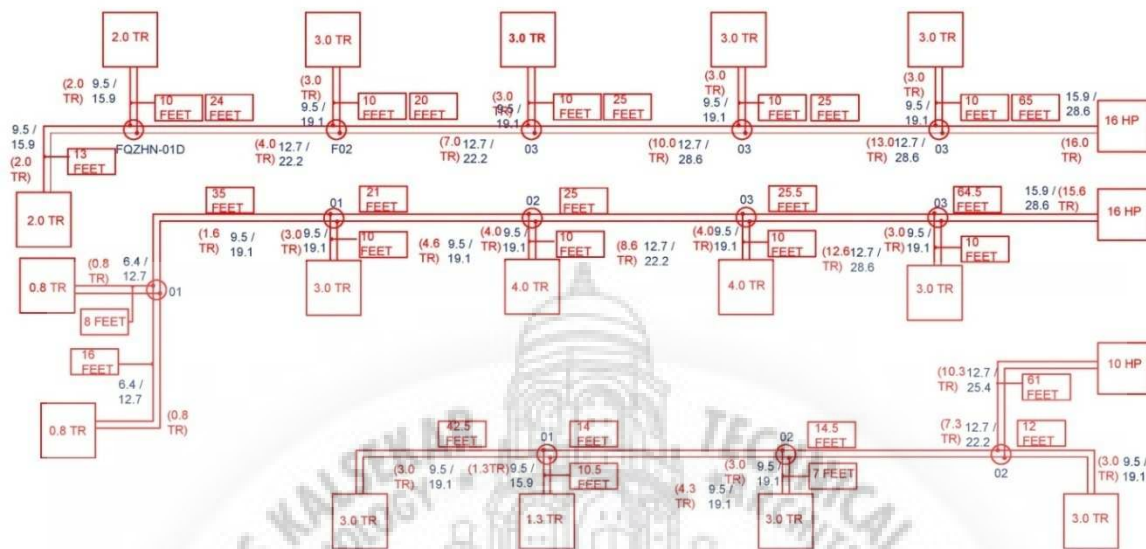 2.0 TR
3.0 TR
3.0 TR
3.0 TR
3.0 TR
(2.0 TR) 9.5 / 15.9
10 FEET
24 FEET
(3.0 TR)
9.5 / 19.1
10 FEET
20 FEET
(3.0 TR)
9.5 / 19.1
10 FEET
25 FEET
(3.0 TR)
9.5 / 19.1
10 FEET
25 FEET
(3.0 TR)
9.5 / 19.1
10 FEET
65 FEET
15.9 / 28.6
16 HP
9.5 / 15.9
(2.0 TR)
13 FEET
FQZHN-01D
(4.0 TR) 12.7 / 22.2
F02
(7.0 TR) 12.7 / 22.2
03
(10.0 TR) 12.7 / 28.6
03
(13.0 TR) 12.7 / 28.6
03
(16.0 TR)
2.0 TR
35 FEET
01
21 FEET
02
25 FEET
03
25.5 FEET
03
64.5 FEET
15.9 / 28.6
(15.6 TR)
16 HP
(1.6 TR)
9.5 / 19.1
(3.0 TR)
9.5 / 19.1
10 FEET
(4.6 TR)
9.5 / 19.1
(4.0 TR)
9.5 / 19.1
10 FEET
(8.6 TR)
12.7 / 22.2
(4.0 TR)
9.5 / 19.1
10 FEET
(12.6 TR)
12.7 / 28.6
(3.0 TR)
9.5 / 19.1
10 FEET
0.8 TR
(0.8 TR)
6.4 / 12.7
01
3.0 TR
4.0 TR
4.0 TR
3.0 TR
8 FEET
16 FEET
6.4 / 12.7
0.8 TR
(0.8 TR)
(10.3 TR)
12.7 / 25.4
61 FEET
10 HP
42.5 FEET
01
14 FEET
02
14.5 FEET
(7.3 TR)
12.7 / 22.2
12 FEET
02
(3.0 TR)
9.5 / 19.1
(1.3TR)
9.5 / 15.9
10.5 FEET
(3.0 TR)
9.5 / 19.1
7 FEET
(4.3 TR)
9.5 / 19.1
(3.0 TR)
9.5 / 19.1
3.0 TR
1.3 TR
3.0 TR
3.0 TR
KALSEKAR
TECHNICAL